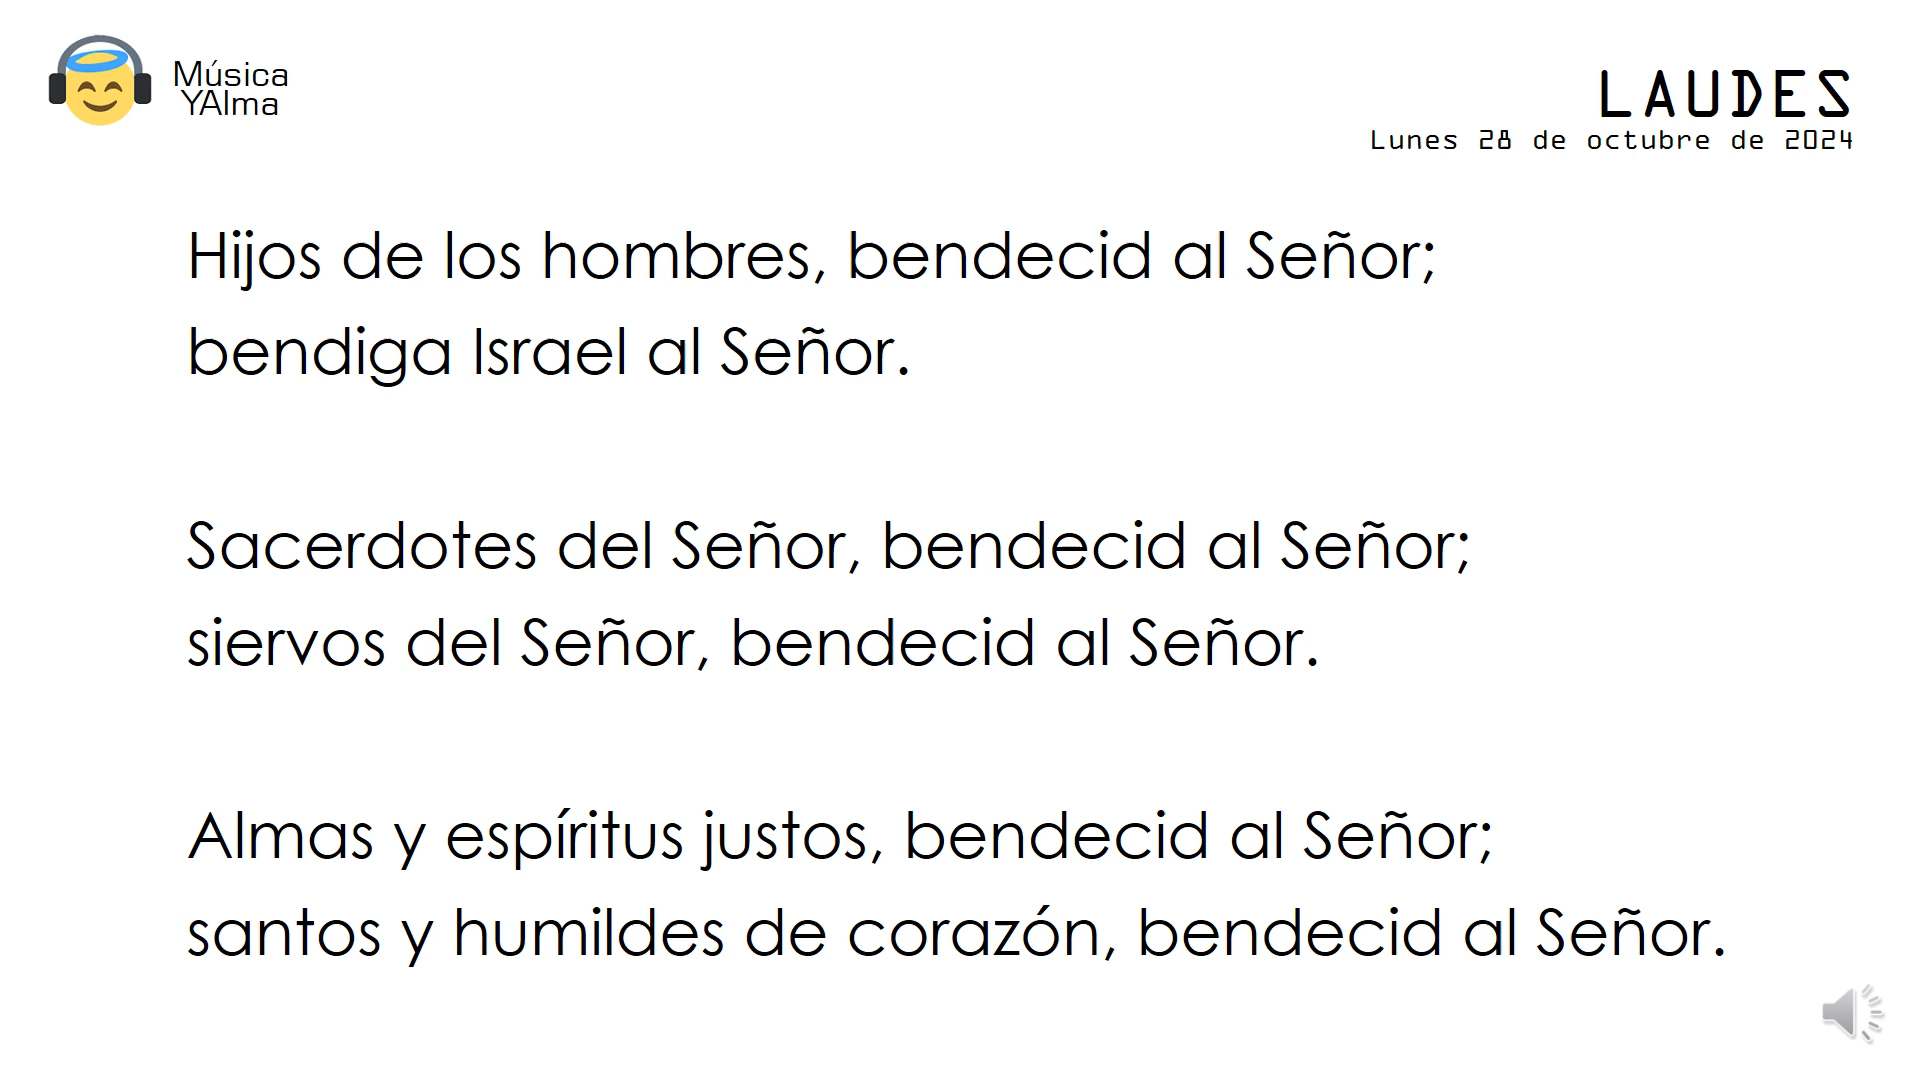 Música
YAlma
LAUDES
Lunes 28 de octubre de 2024
Hijos de los hombres, bendecid al Señor;
bendiga Israel al Señor.
Sacerdotes del Señor, bendecid al Señor;
siervos del Señor, bendecid al Señor.
Almas y espíritus justos, bendecid al Señor;
santos y humildes de corazón, bendecid al Señor.